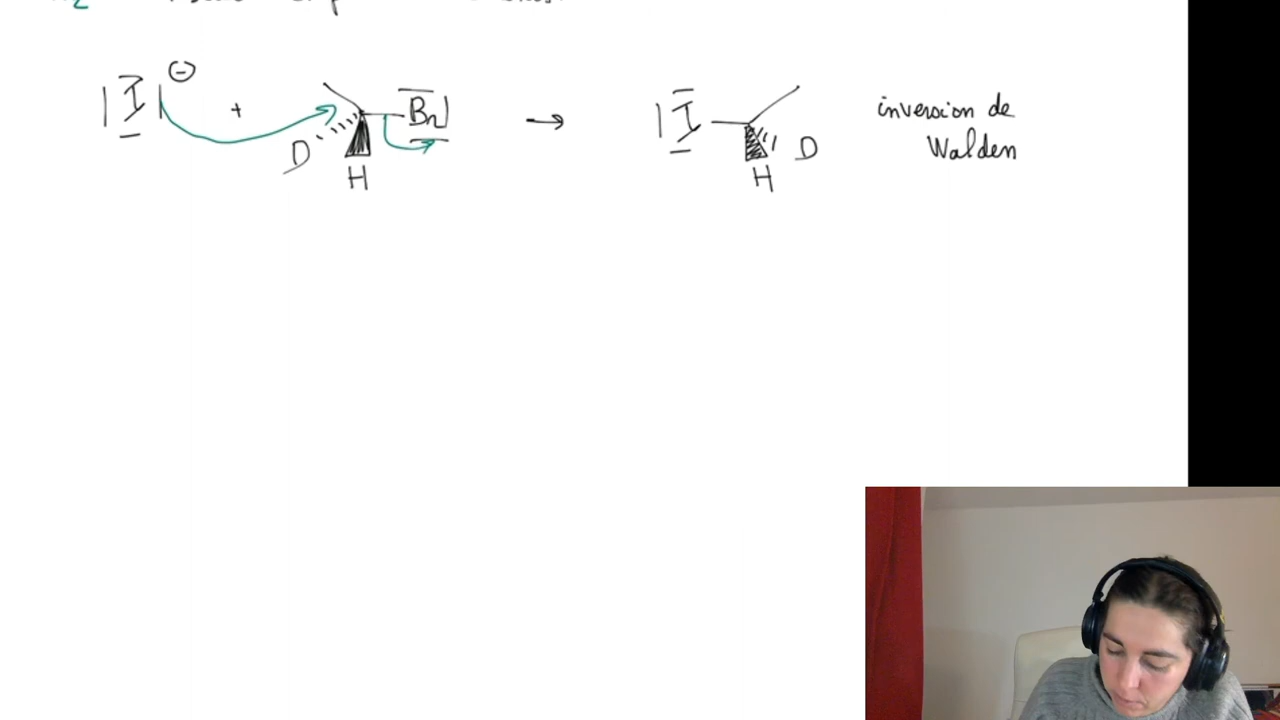 |I| ⊖ + D H Br| → |I D H
inversion de
Walden